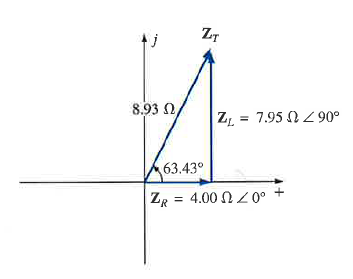 j
Z_T
8.93 Ω
Z_L = 7.95 Ω ∠ 90°
63.43°
Z_R = 4.00 Ω ∠ 0° +